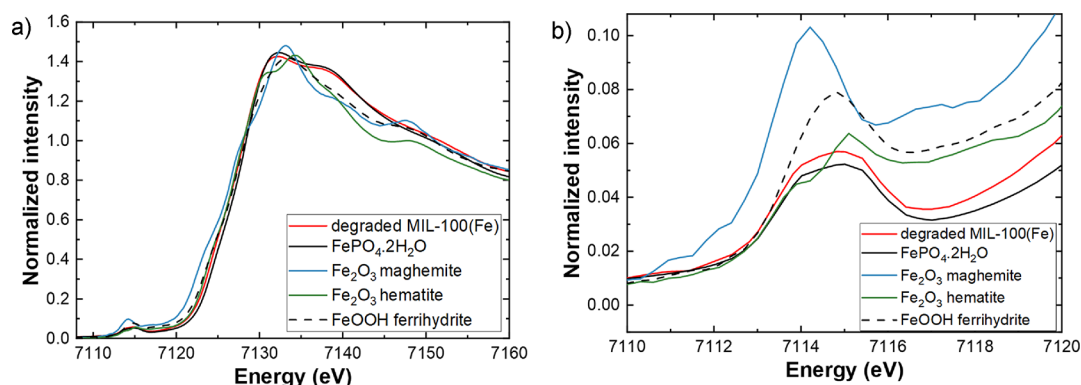 a)
Normalized intensity
1.6
1.4
1.2
1.0
0.8
0.6
0.4
0.2
0.0
degraded MIL-100(Fe)
FePO₄.2H₂O
Fe₂O₃ maghemite
Fe₂O₃ hematite
FeOOH ferrihydrite
7110 7120 7130 7140 7150 7160
Energy (eV)
b)
Normalized intensity
0.10
0.08
0.06
0.04
0.02
0.00
degraded MIL-100(Fe)
FePO₄.2H₂O
Fe₂O₃ maghemite
Fe₂O₃ hematite
FeOOH ferrihydrite
7110 7112 7114 7116 7118 7120
Energy (eV)